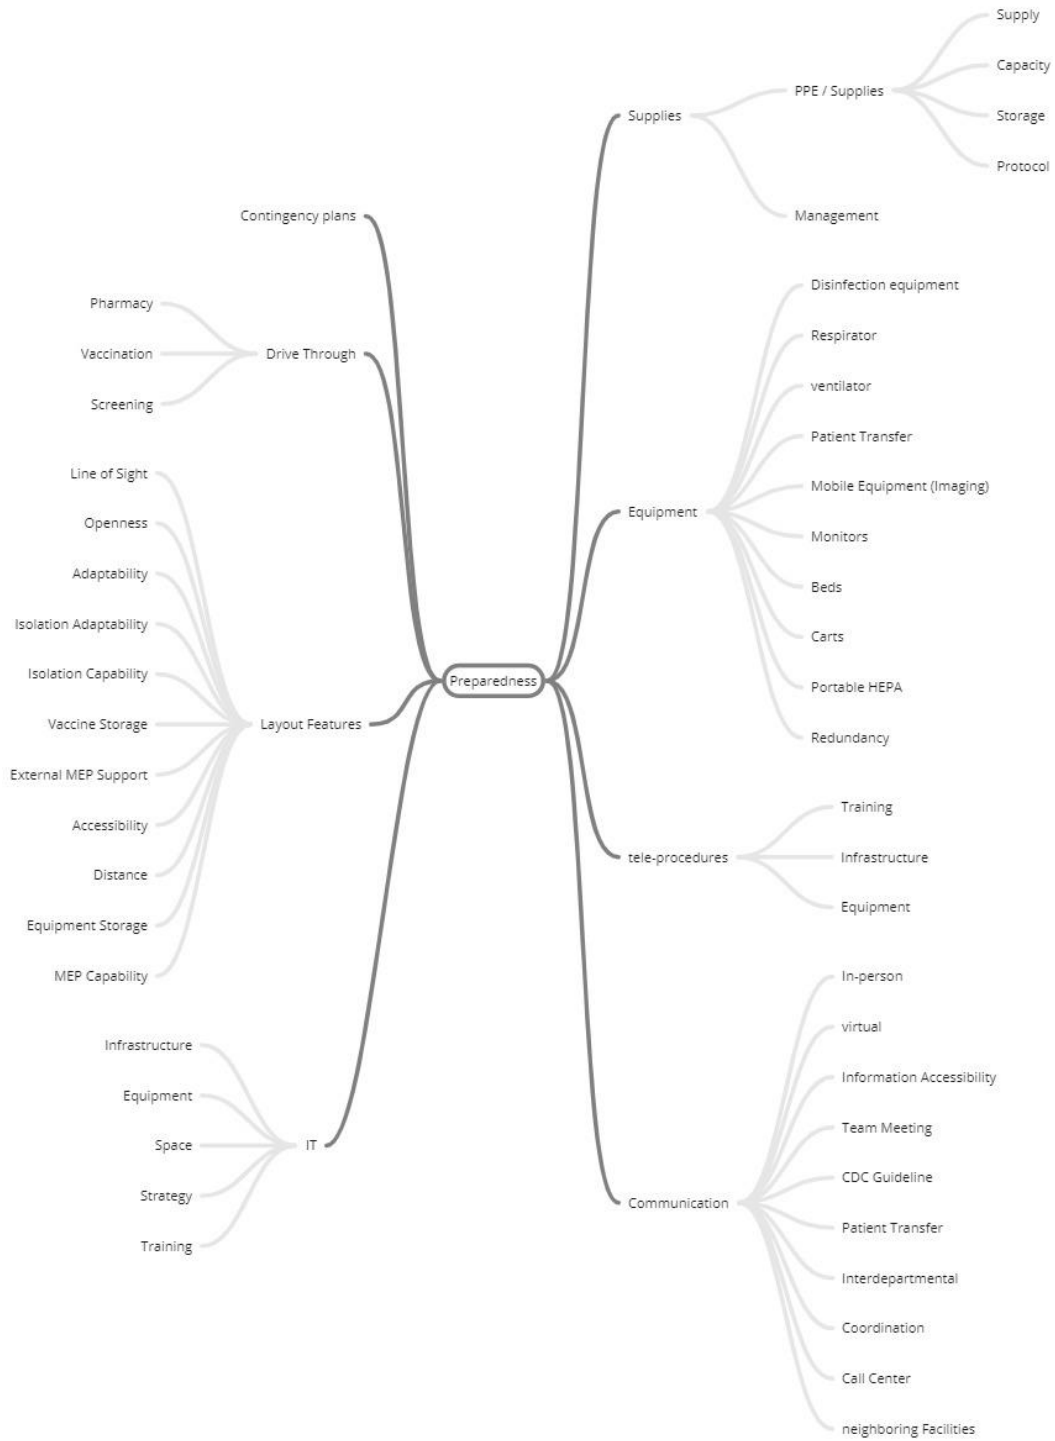 Preparedness
Contingency plans
Drive Through
Pharmacy
Vaccination
Screening
Layout Features
Line of Sight
Openness
Adaptability
Isolation Adaptability
Isolation Capability
Vaccine Storage
External MEP Support
Accessibility
Distance
Equipment Storage
MEP Capability
IT
Infrastructure
Equipment
Space
Strategy
Training
Supplies
PPE / Supplies
Supply
Capacity
Storage
Protocol
Management
Equipment
Disinfection equipment
Respirator
ventilator
Patient Transfer
Mobile Equipment (Imaging)
Monitors
Beds
Carts
Portable HEPA
Redundancy
tele-procedures
Training
Infrastructure
Equipment
Communication
In-person
virtual
Information Accessibility
Team Meeting
CDC Guideline
Patient Transfer
Interdepartmental
Coordination
Call Center
neighboring Facilities